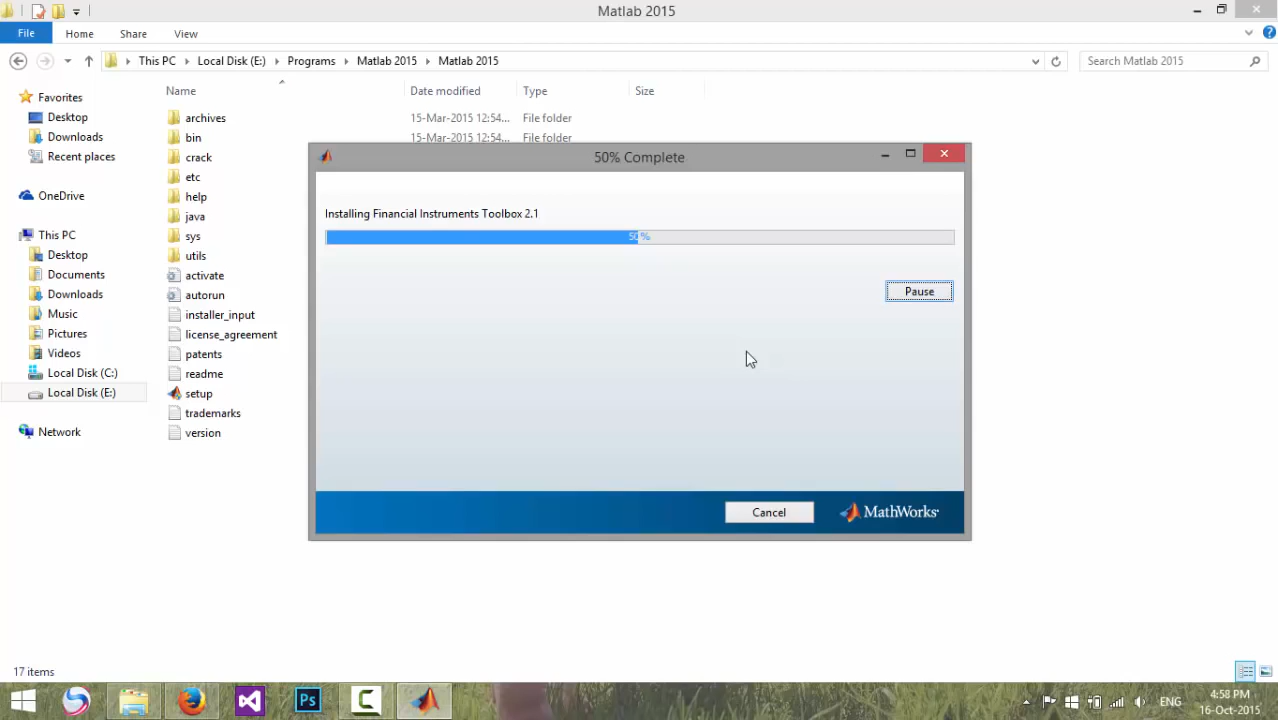 Matlab 2015
File Home Share View
This PC Local Disk (E:) Programs Matlab 2015 Matlab 2015 Search Matlab 2015
Name Date modified Type Size
Favorites
Desktop
Downloads
Recent places
OneDrive
This PC
Desktop
Documents
Downloads
Music
Pictures
Videos
Local Disk (C:)
Local Disk (E:)
Network
archives 15-Mar-2015 12:54... File folder
bin 15-Mar-2015 12:54... File folder
crack
etc
help
java
sys
utils
activate
autorun
installer_input
license_agreement
patents
readme
setup
trademarks
version
50% Complete
Installing Financial Instruments Toolbox 2.1
50%
Pause
Cancel MathWorks
17 items
Ps C ENG 4:58 PM
16-Oct-2015